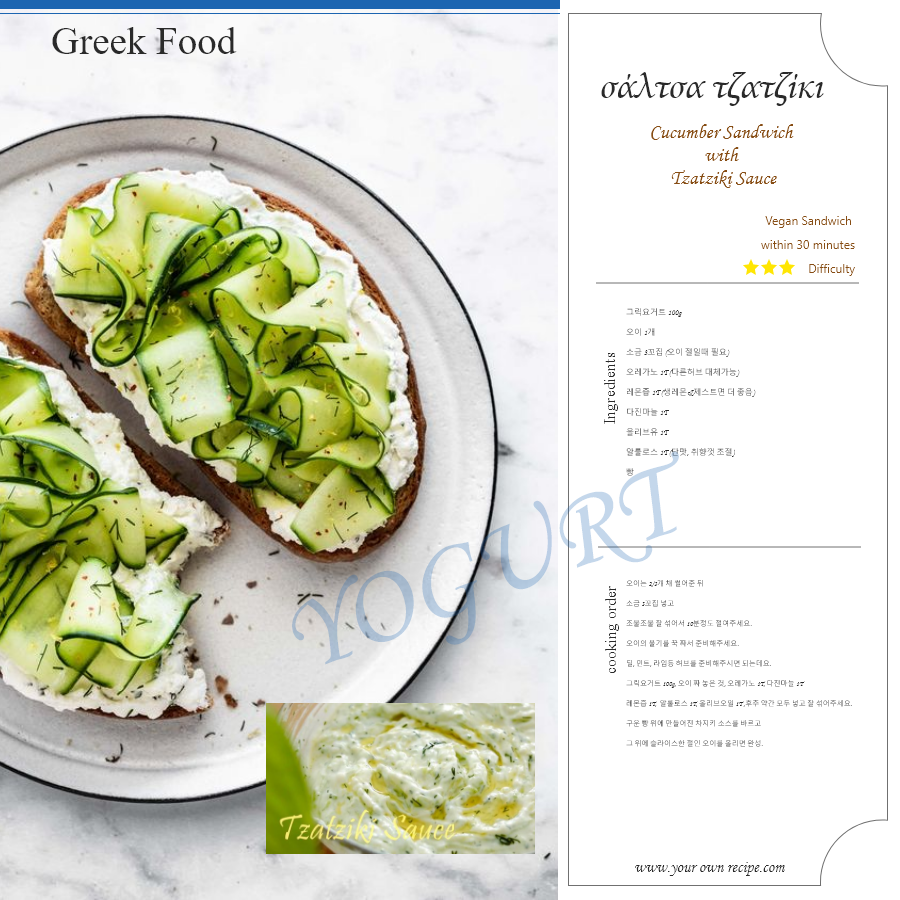 Greek Food
YOGURT
Tzatziki Sauce
σάλτσα τζατζίκι
Cucumber Sandwich
with
Tzatziki Sauce
Vegan Sandwich
within 30 minutes
Difficulty
Ingredients
그릭요거트 100g
오이 1개
소금 3꼬집 (오이 절일때 필요)
오레가노 1T(다른허브 대체가능)
레몬즙 1T(생레몬&제스트면 더 좋음)
다진마늘 1T
올리브유 1T
알룰로스 1T(단맛, 취향껏 조절)
빵
cooking order
오이는 2/3개 채 썰어준 뒤
소금 1꼬집 넣고
조물조물 잘 섞어서 10분정도 절여주세요.
오이의 물기를 꾹 짜서 준비해주세요.
딜, 민트, 라임등 허브를 준비해주시면 되는데요.
그릭요거트 100g, 오이 짜 놓은 것, 오레가노 1T, 다진마늘 1T
레몬즙 1T, 알룰로스 1T, 올리브오일 1T, 후추 약간 모두 넣고 잘 섞어주세요.
구운 빵 위에 만들어진 차지키 소스를 바르고
그 위에 슬라이스한 절인 오이를 올리면 완성.
www.your own recipe.com